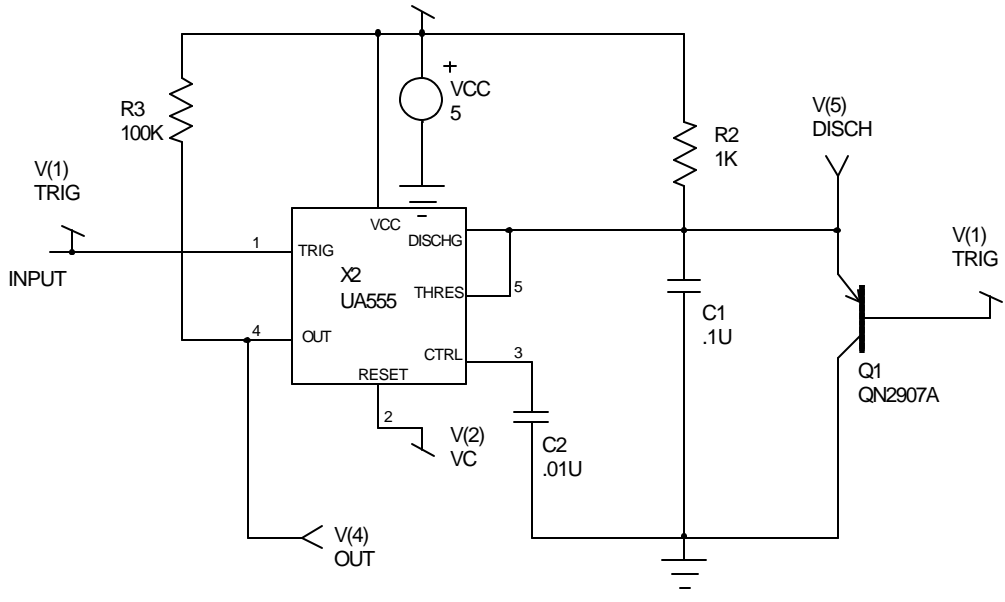 R3
100K
+
VCC
5
R2
1K
V(5)
DISCH
V(1)
TRIG
INPUT
V(1)
TRIG
VCC
DISCHG
1
TRIG
X2
UA555
THRES
5
4
OUT
CTRL
3
RESET
2
V(2)
VC
C1
.1U
C2
.01U
Q1
QN2907A
V(4)
OUT